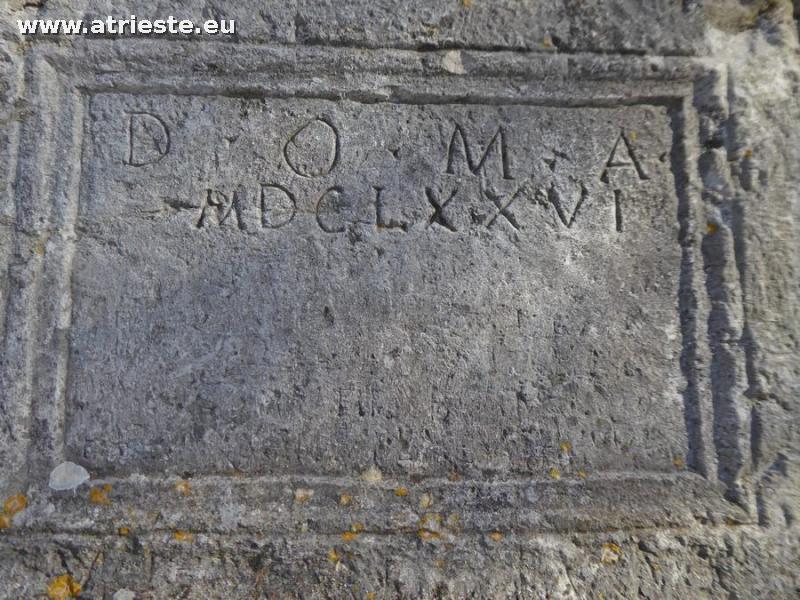 www.atrieste.eu
D · O · M · A ·
MDCLXXVI